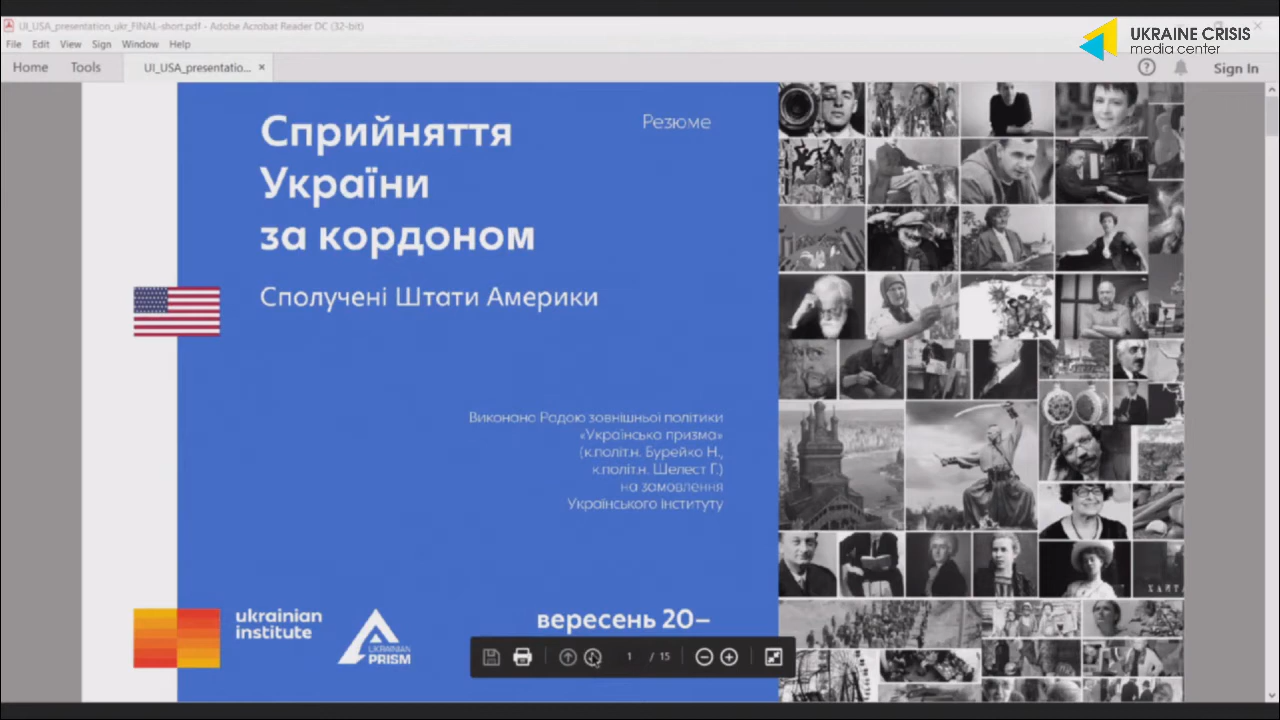 UI_USA_presentation_ukr_FINAL-short.pdf - Adobe Acrobat Reader DC (32-bit)
File Edit View Sign Window Help
UKRAINE CRISIS
media center
Home Tools UI_USA_presentatio... × Sign In
Сприйняття
України
за кордоном
Резюме
Сполучені Штати Америки
Виконано Радою зовнішньої політики
«Українська призма»
(к.політ.н. Бурейко Н.,
к.політ.н. Шелест Г.)
на замовлення
Українського інституту
ukrainian
institute
UKRAINIAN
PRISM
вересень 20–
1 / 15